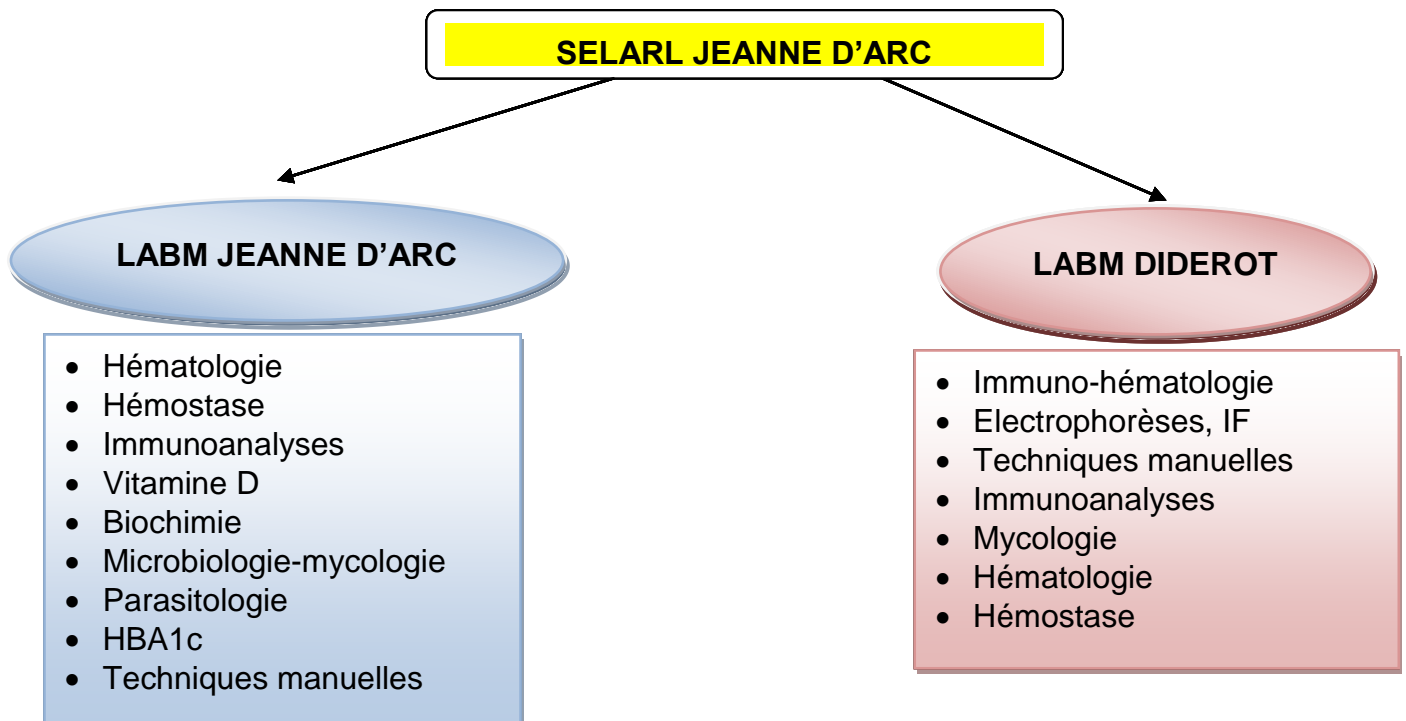 SELARL JEANNE D’ARC
LABM JEANNE D’ARC
• Hématologie
• Hémostase
• Immunoanalyses
• Vitamine D
• Biochimie
• Microbiologie-mycologie
• Parasitologie
• HBA1c
• Techniques manuelles
LABM DIDEROT
• Immuno-hématologie
• Electrophorèses, IF
• Techniques manuelles
• Immunoanalyses
• Mycologie
• Hématologie
• Hémostase